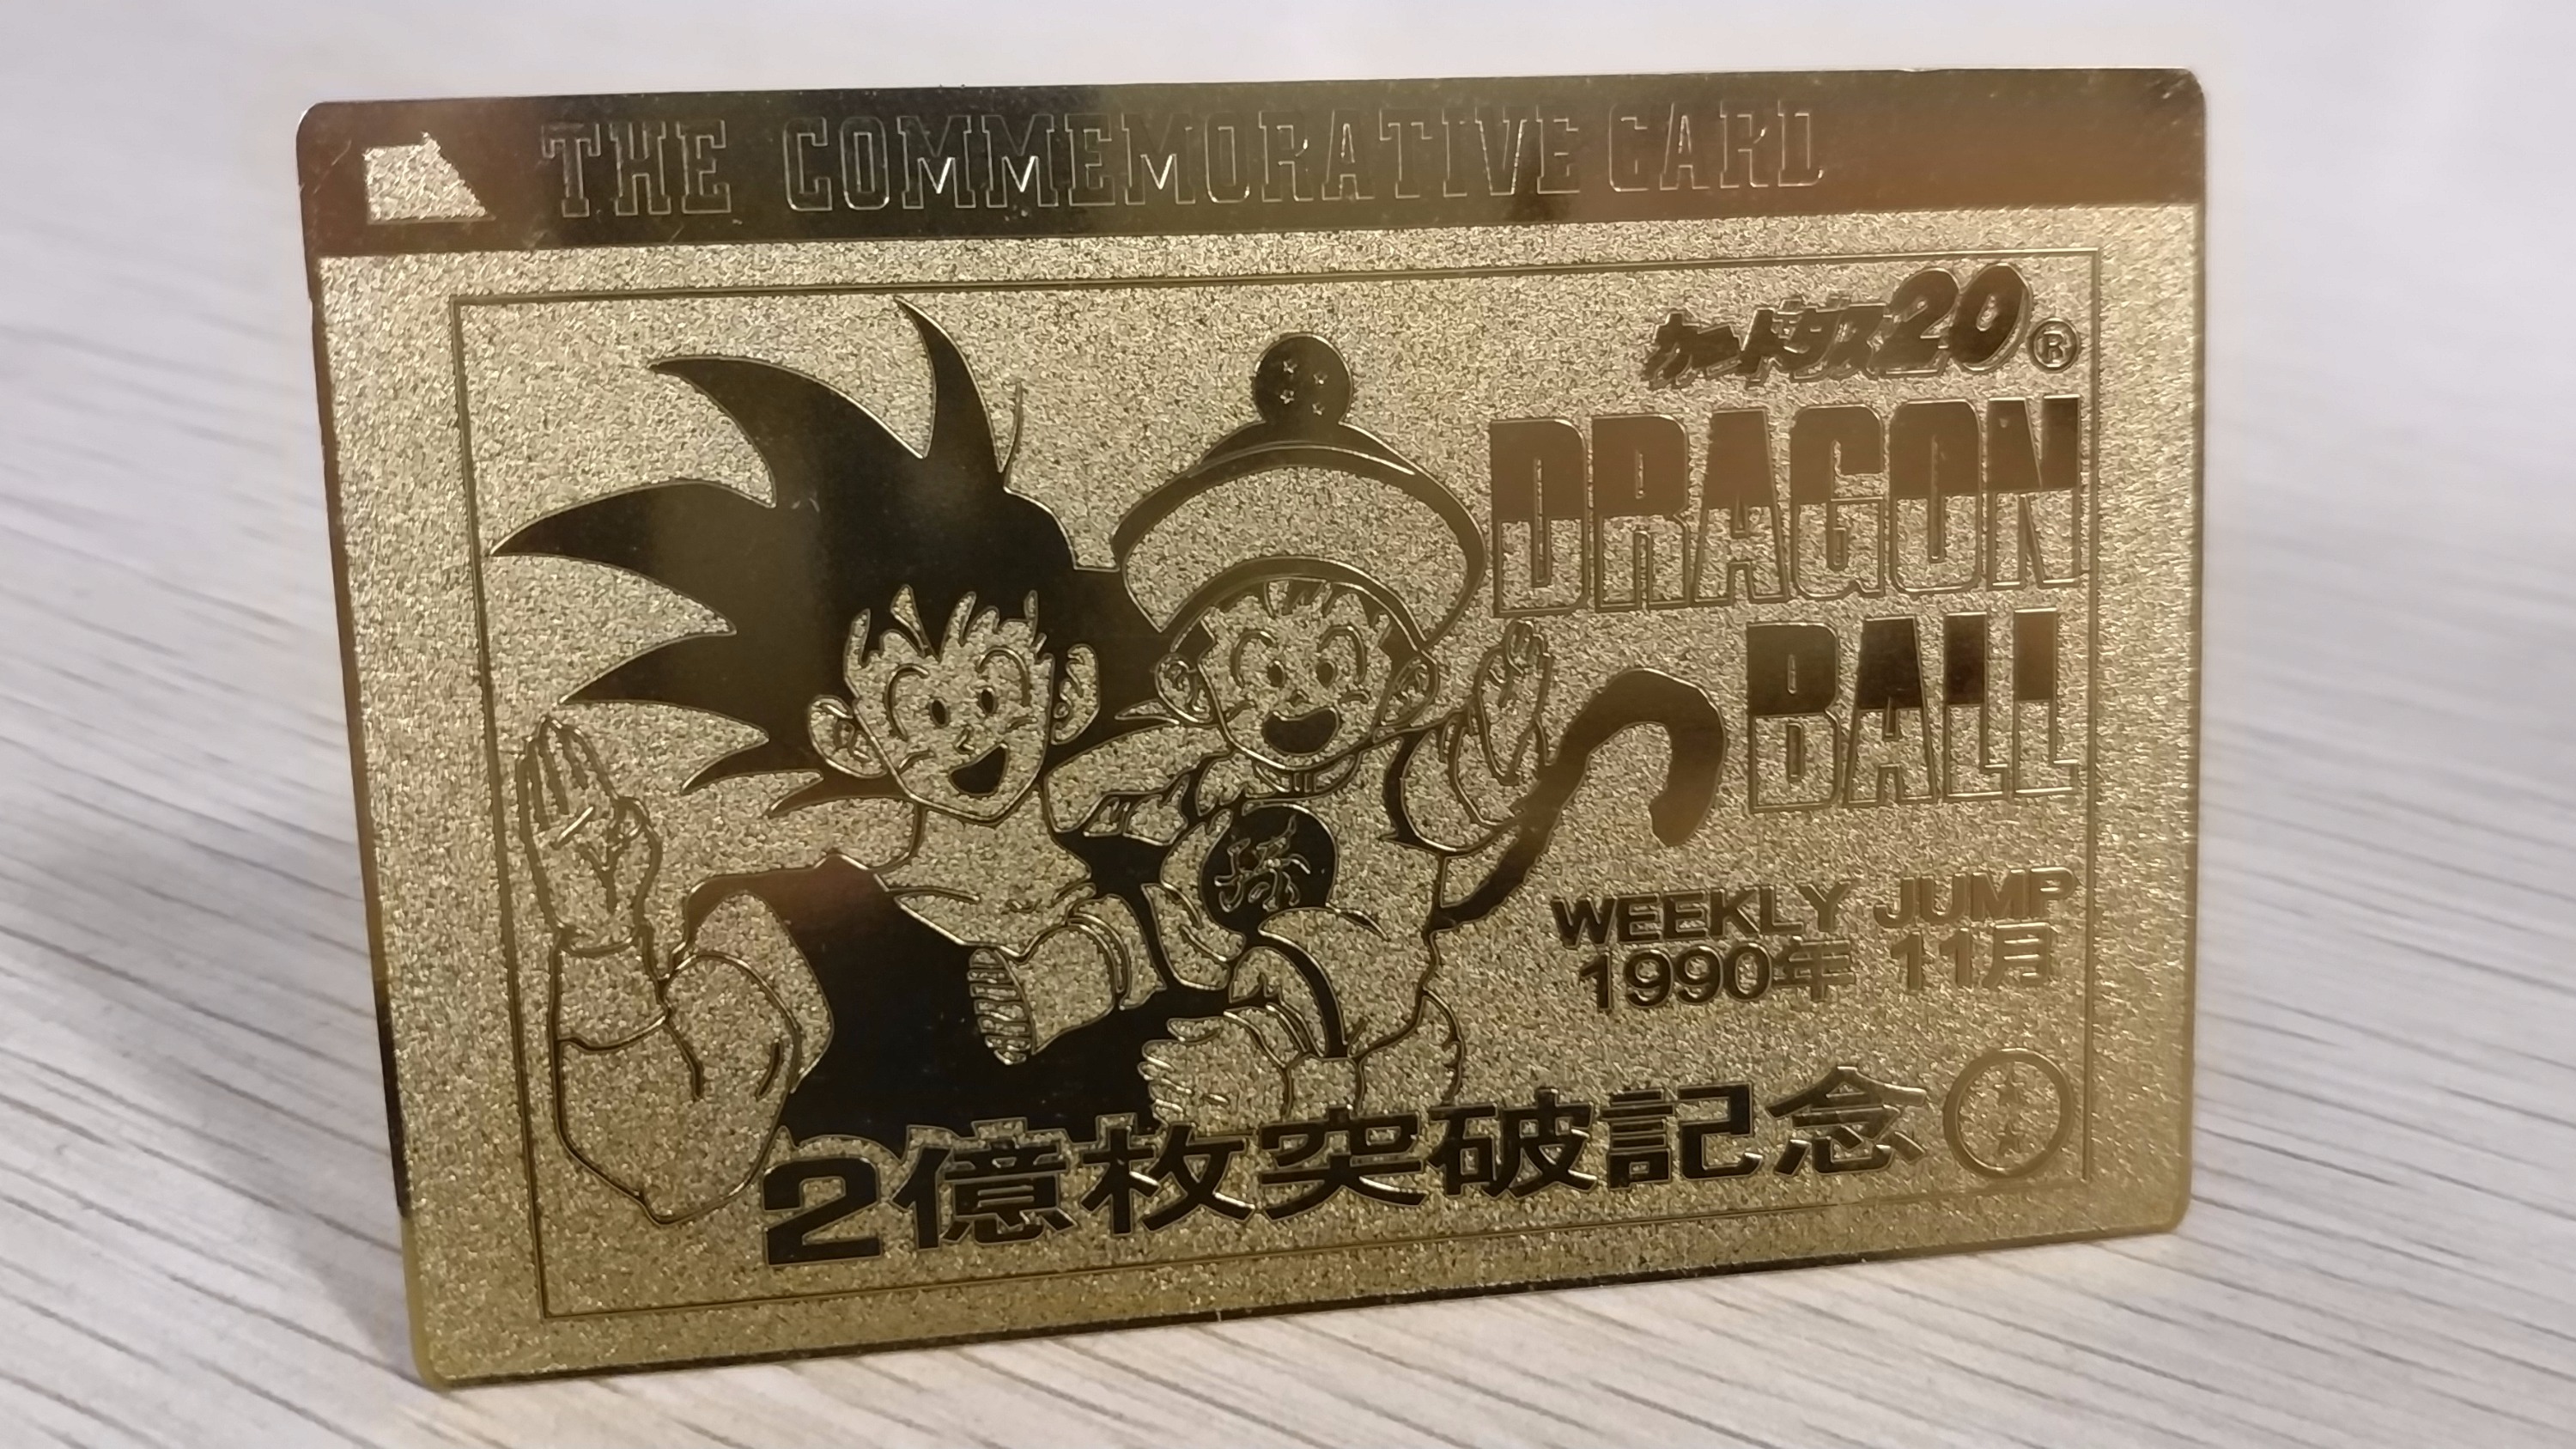 THE COMMEMORATIVE CARD
カードダス20®
DRAGON
BALL
琢
WEEKLY JUMP
1990年 11月
2億枚突破記念